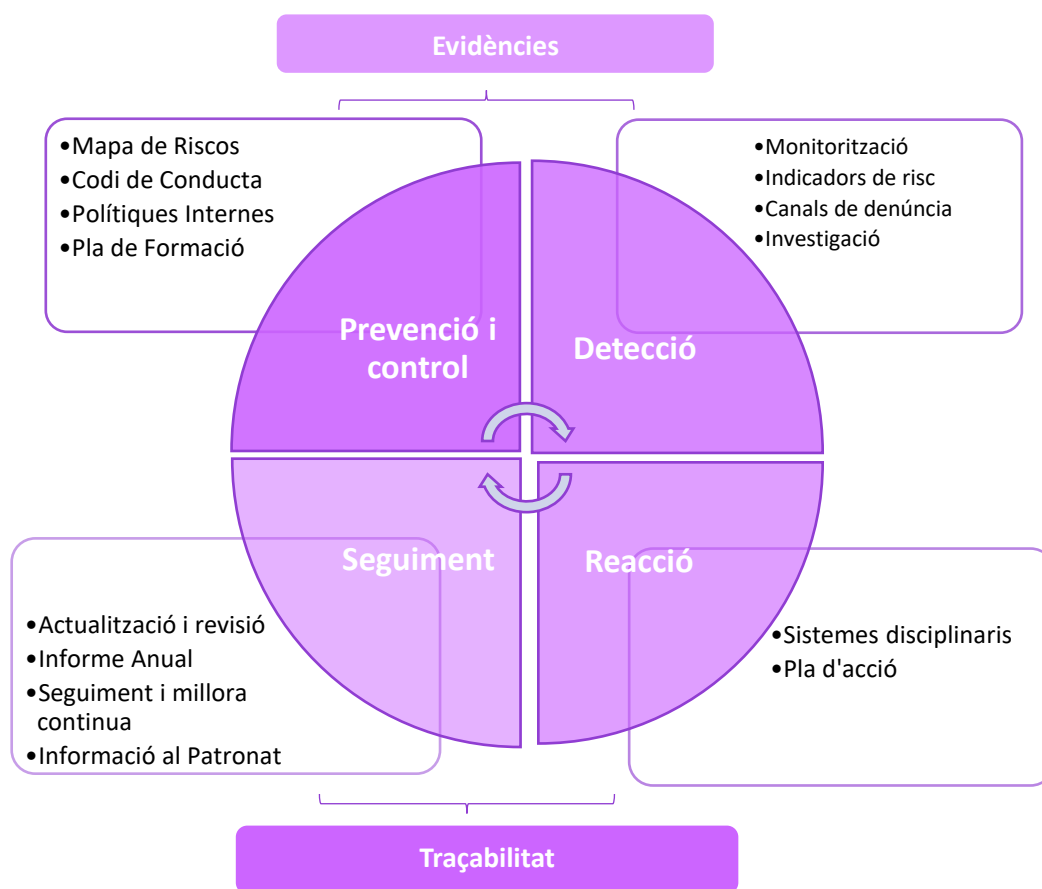 Evidències
•Mapa de Riscos
•Codi de Conducta
•Polítiques Internes
•Pla de Formació
•Monitorització
•Indicadors de risc
•Canals de denúncia
•Investigació
Prevenció i
control
Detecció
Seguiment
Reacció
•Actualització i revisió
•Informe Anual
•Seguiment i millora
continua
•Informació al Patronat
•Sistemes disciplinaris
•Pla d'acció
Traçabilitat